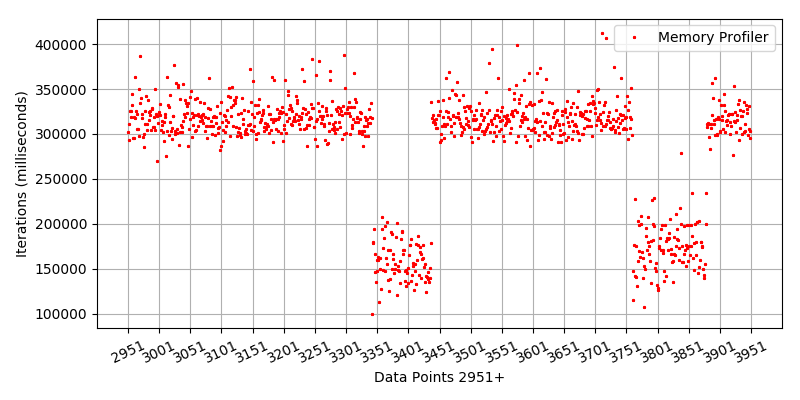 Memory Profiler
Iterations (milliseconds)
400000
350000
300000
250000
200000
150000
100000
2951 3001 3051 3101 3151 3201 3251 3301 3351 3401 3451 3501 3551 3601 3651 3701 3751 3801 3851 3901 3951
Data Points 2951+